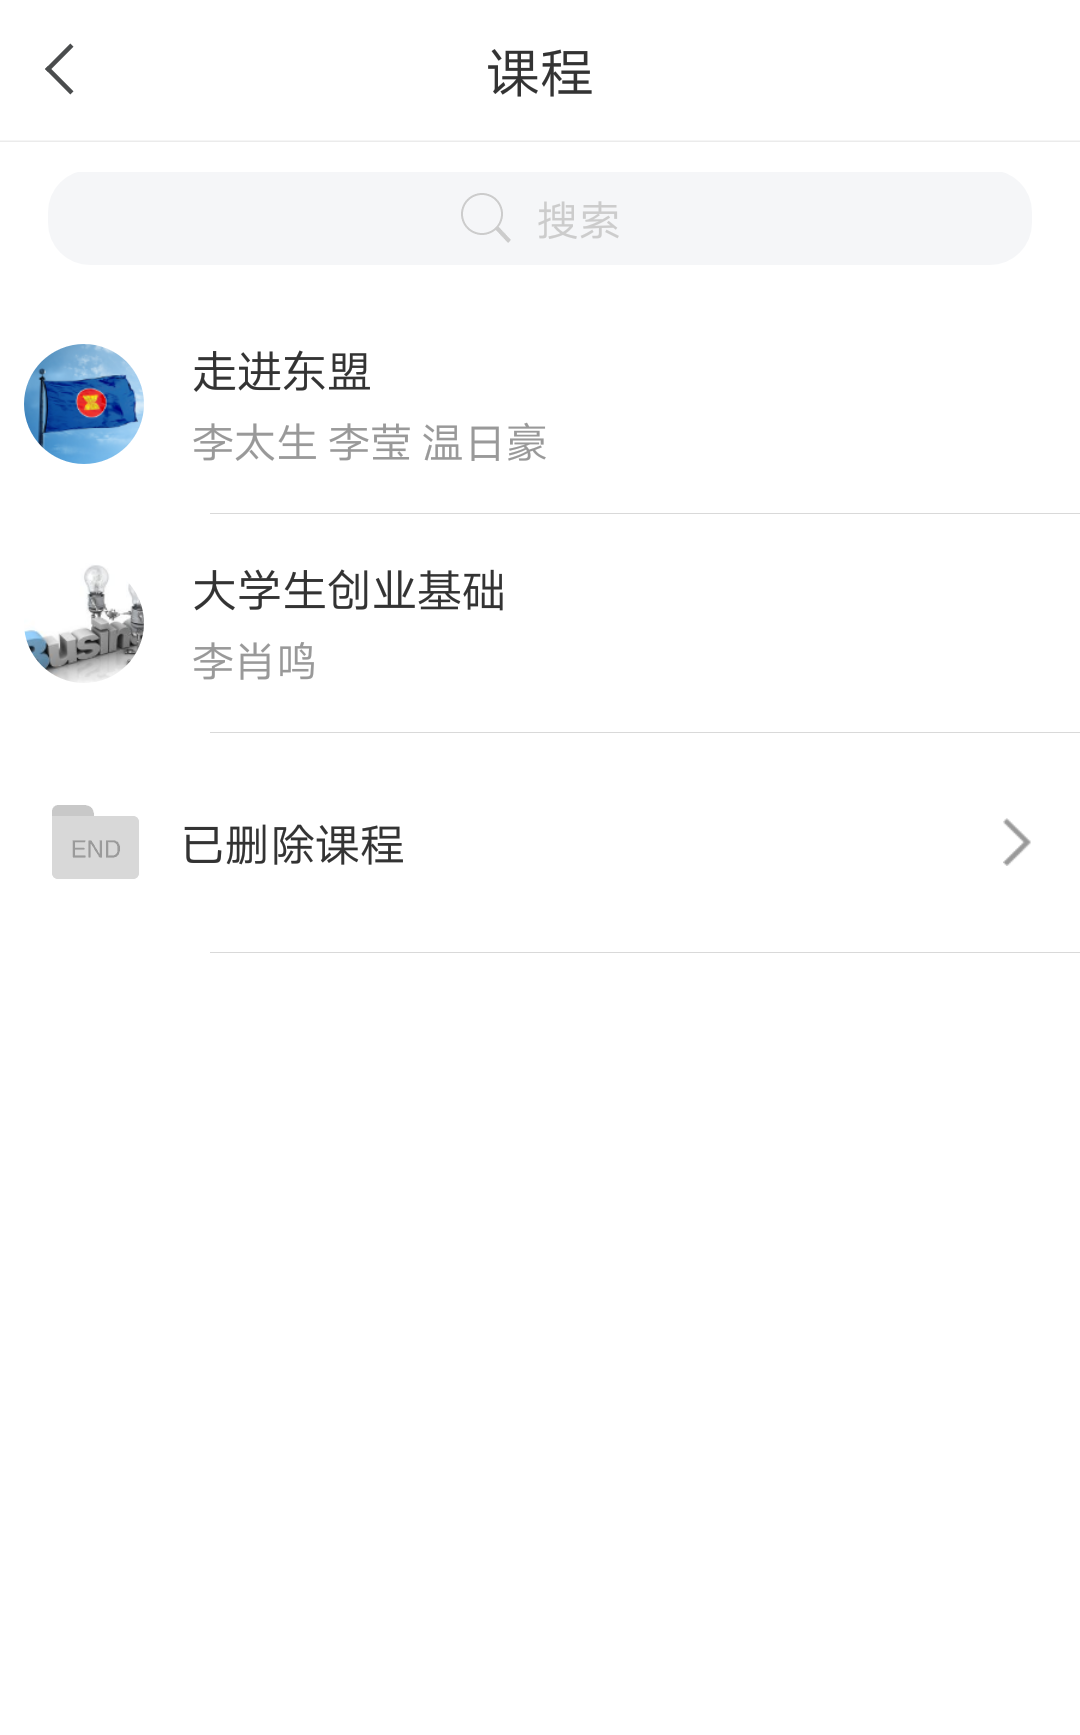 课程
搜索
走进东盟
李太生 李莹 温日豪
Busin
大学生创业基础
李肖鸣
END
已删除课程